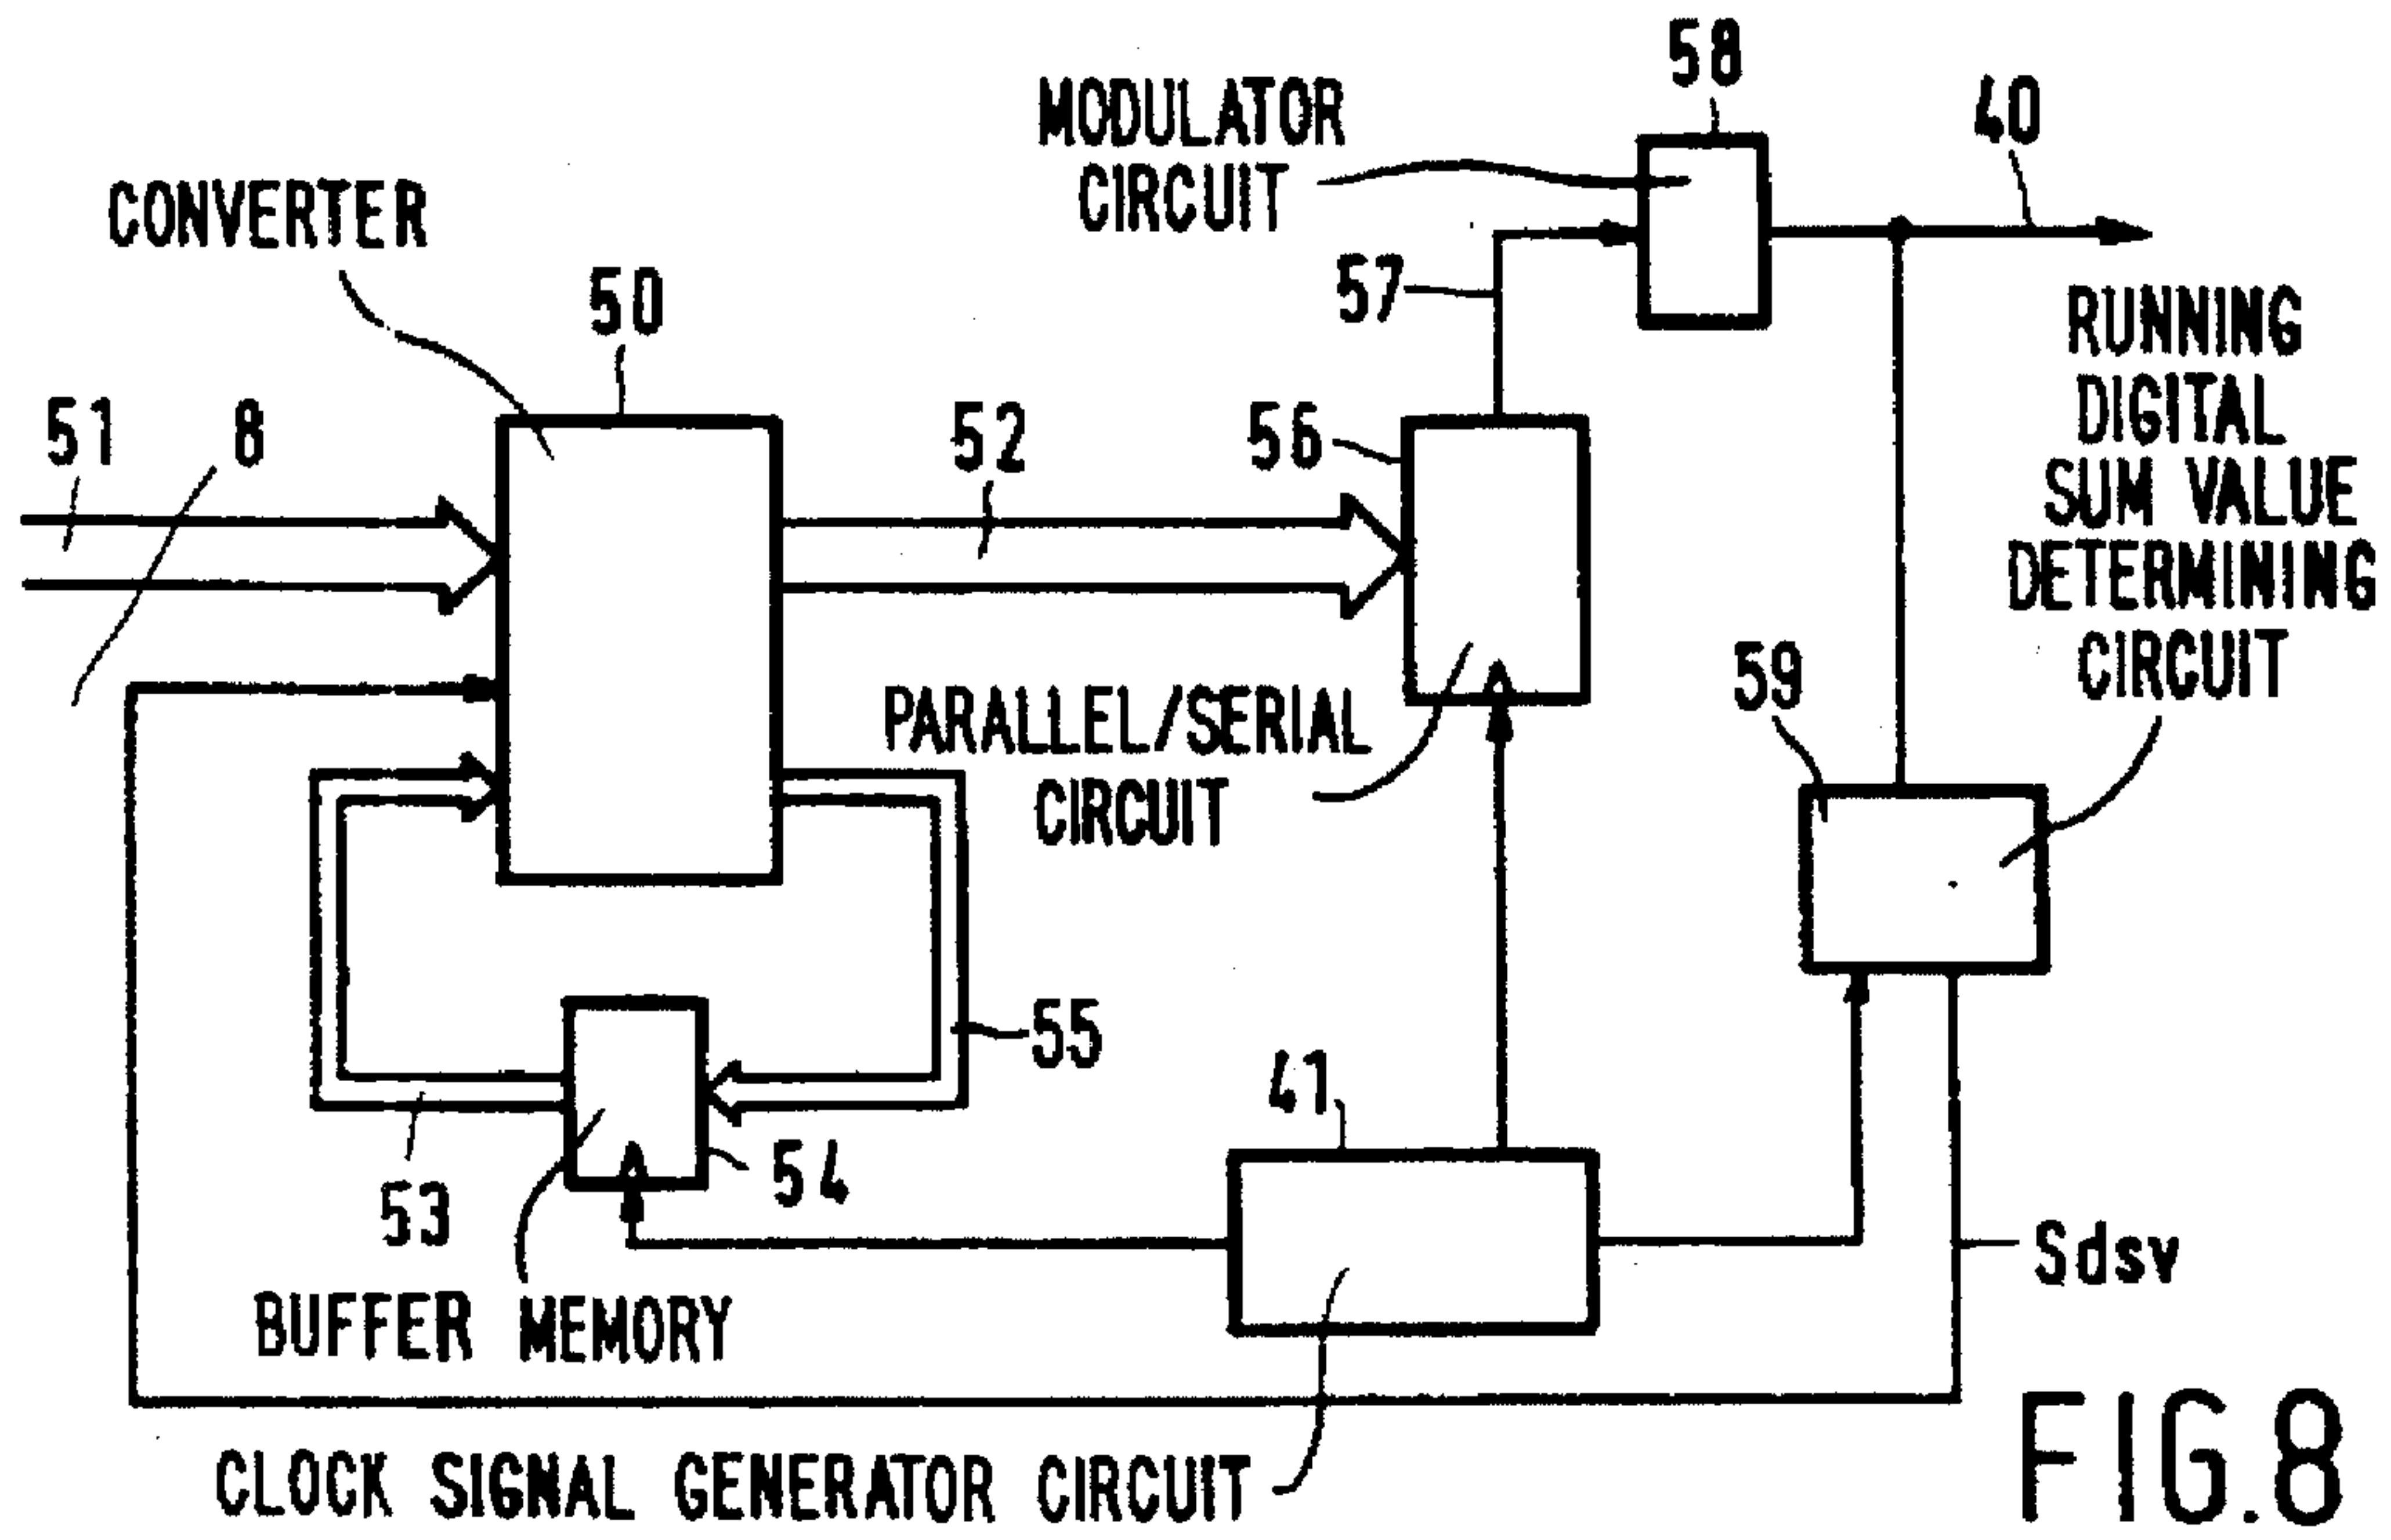 58
MODULATOR
CIRCUIT
40
CONVERTER
57
50
RUNNING
DIGITAL
SUM VALUE
DETERMINING
CIRCUIT
51
8
52
56
59
PARALLEL/SERIAL
CIRCUIT
55
41
54
53
Sdsv
BUFFER MEMORY
CLOCK SIGNAL GENERATOR CIRCUIT
FIG.8